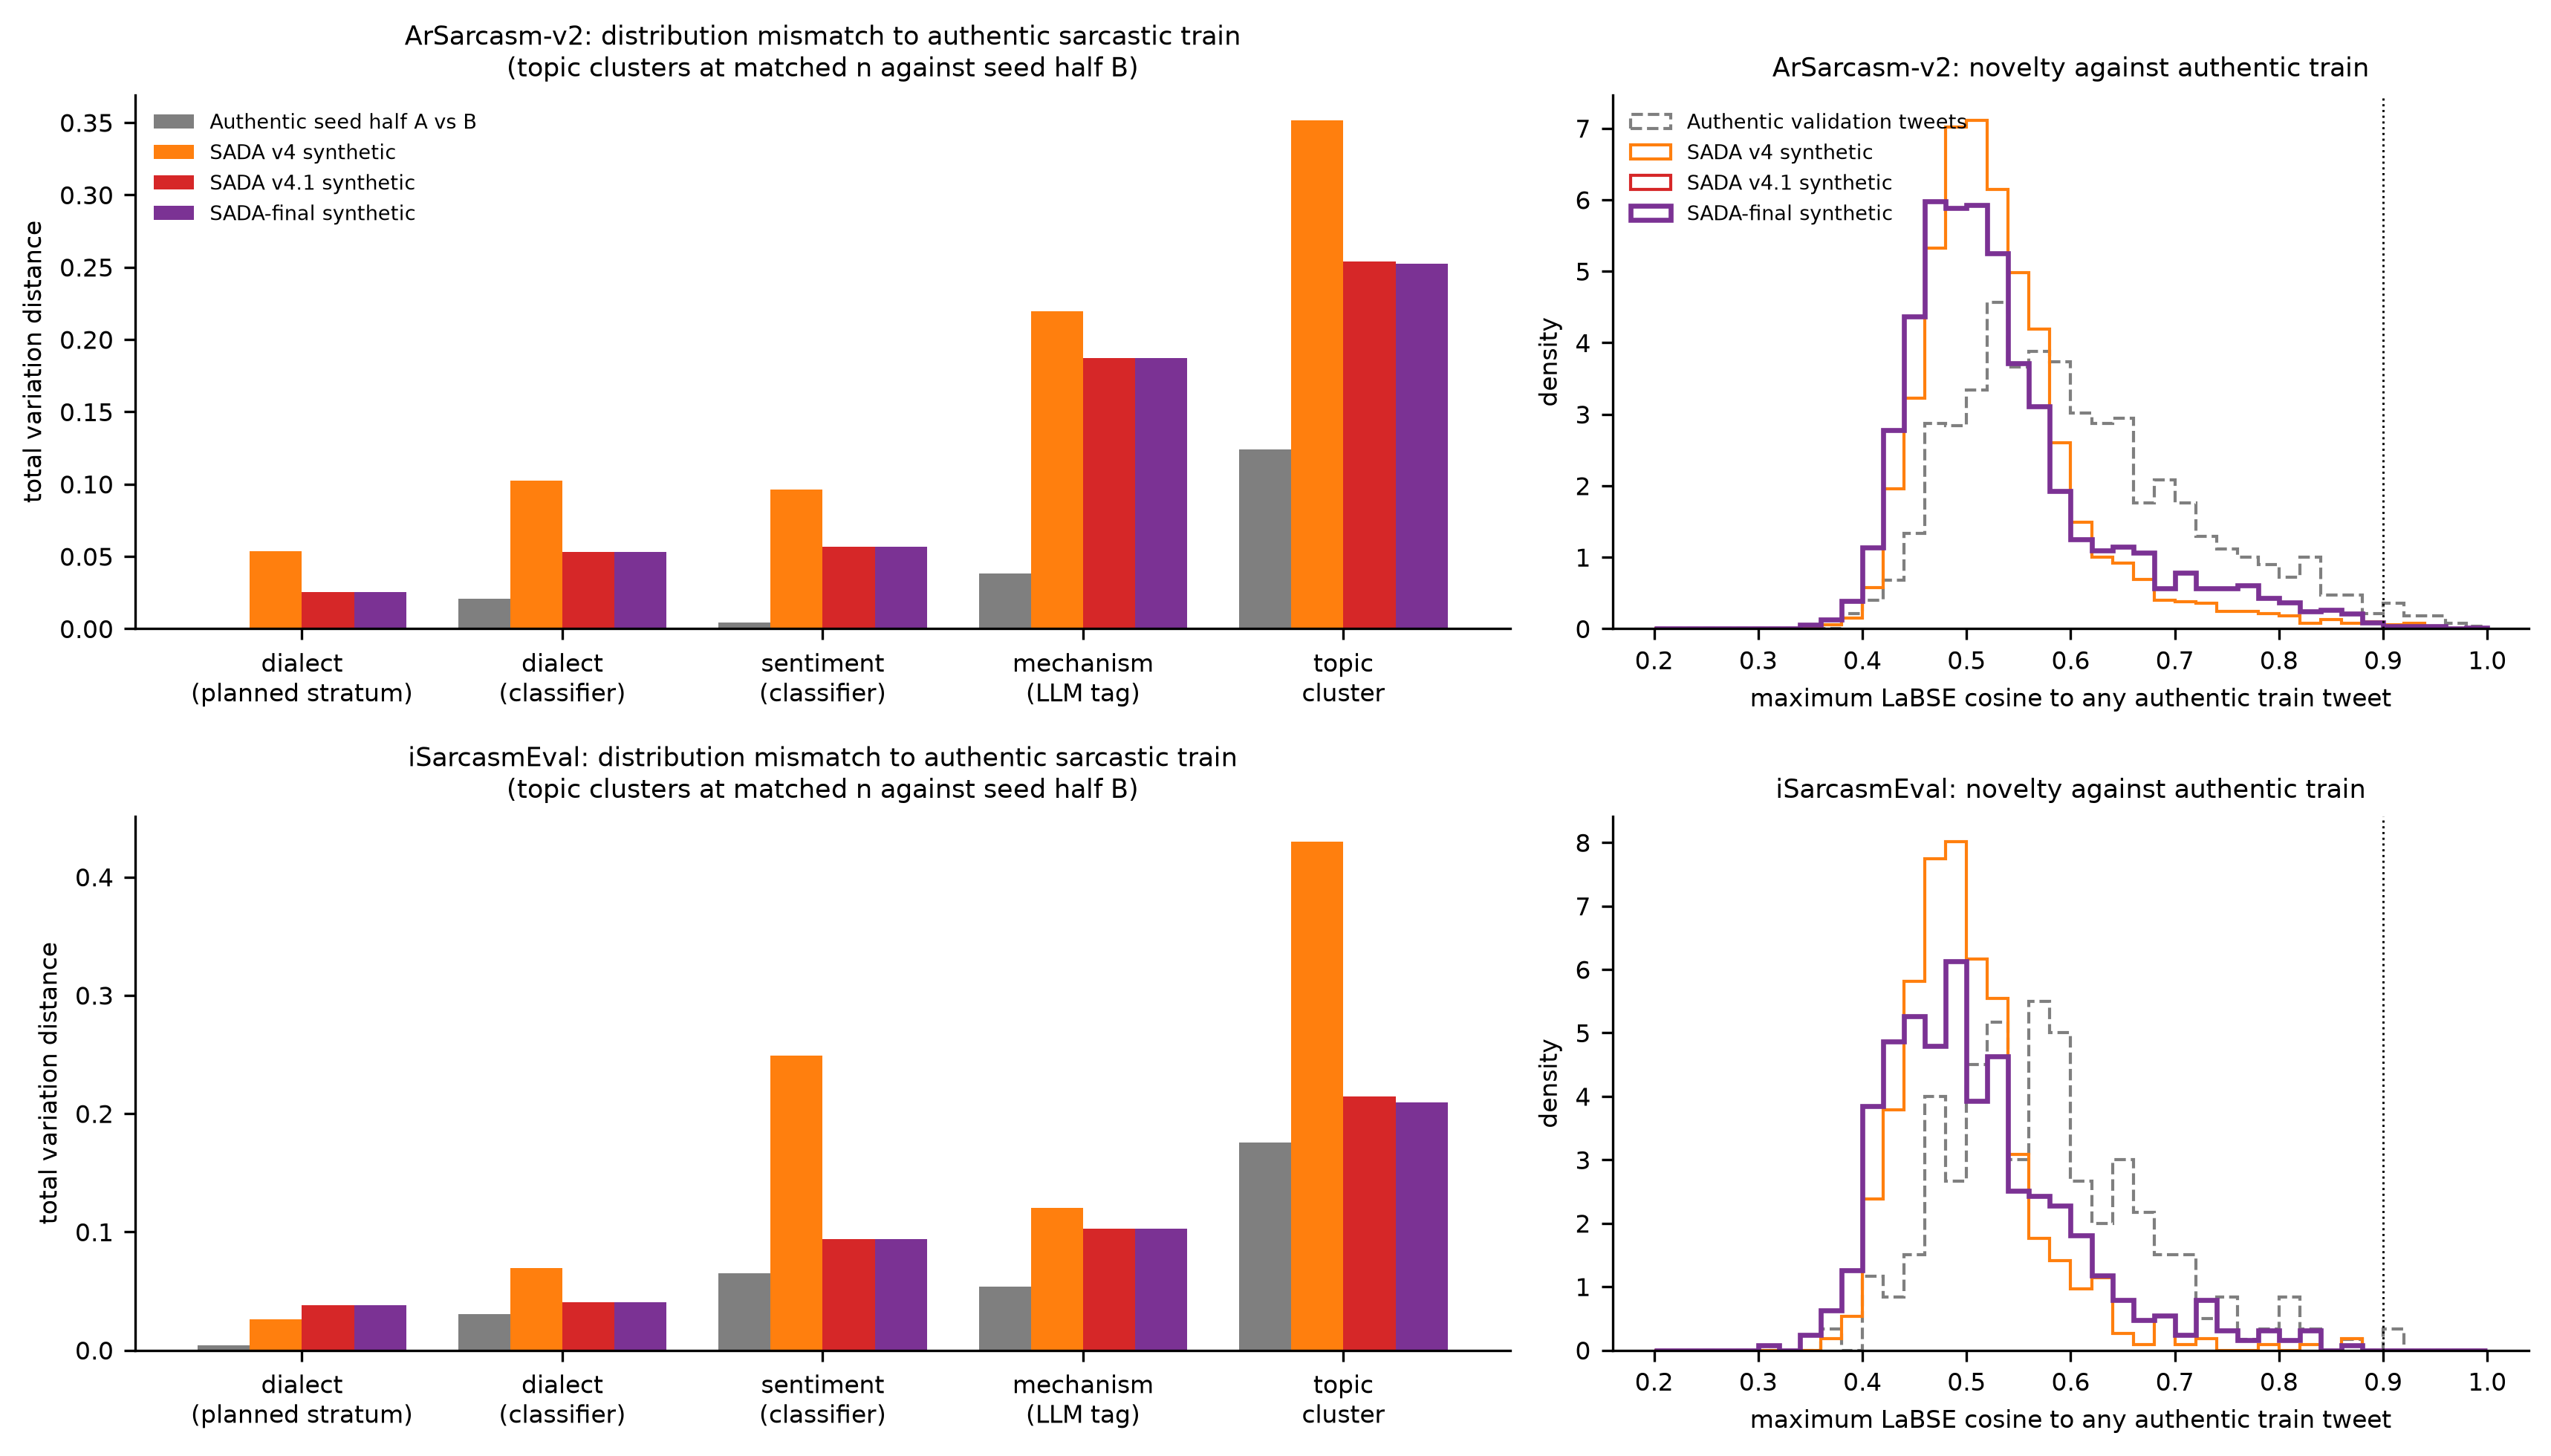 ArSarcasm-v2: distribution mismatch to authentic sarcastic train
(topic clusters at matched n against seed half B)
total variation distance
0.35
0.30
0.25
0.20
0.15
0.10
0.05
0.00
Authentic seed half A vs B
SADA v4 synthetic
SADA v4.1 synthetic
SADA-final synthetic
dialect
(planned stratum)
dialect
(classifier)
sentiment
(classifier)
mechanism
(LLM tag)
topic
cluster
ArSarcasm-v2: novelty against authentic train
density
7
6
5
4
3
2
1
0
Authentic validation tweets
SADA v4 synthetic
SADA v4.1 synthetic
SADA-final synthetic
0.2 0.3 0.4 0.5 0.6 0.7 0.8 0.9 1.0
maximum LaBSE cosine to any authentic train tweet
iSarcasmEval: distribution mismatch to authentic sarcastic train
(topic clusters at matched n against seed half B)
total variation distance
0.4
0.3
0.2
0.1
0.0
dialect
(planned stratum)
dialect
(classifier)
sentiment
(classifier)
mechanism
(LLM tag)
topic
cluster
iSarcasmEval: novelty against authentic train
density
8
7
6
5
4
3
2
1
0
0.2 0.3 0.4 0.5 0.6 0.7 0.8 0.9 1.0
maximum LaBSE cosine to any authentic train tweet